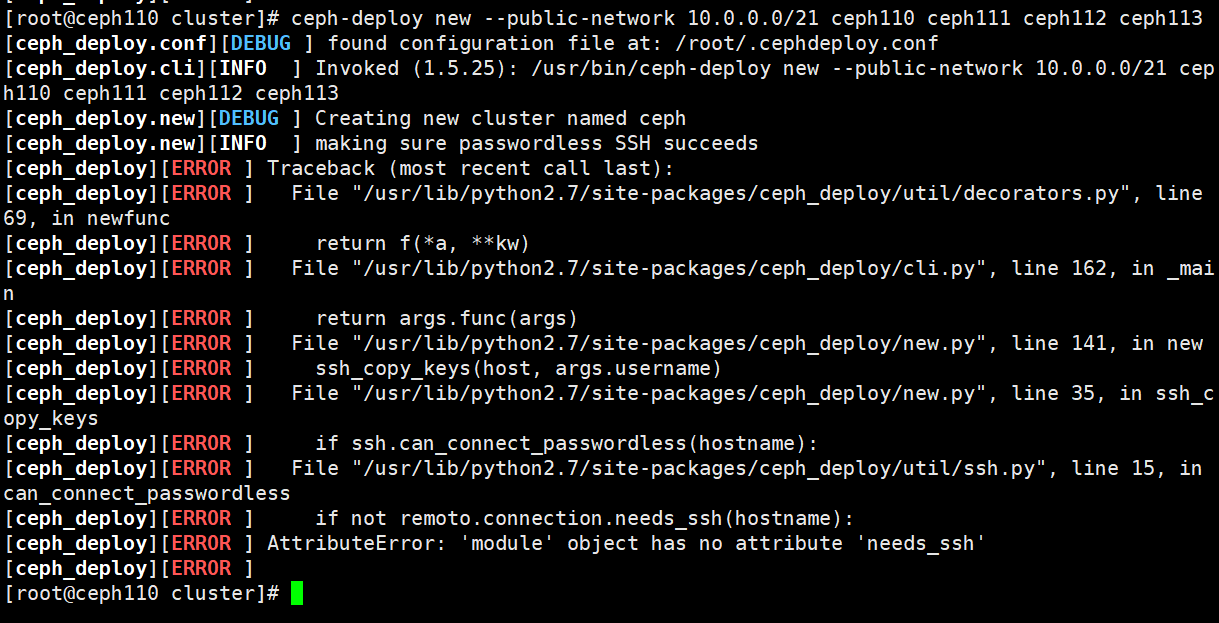 [root@ceph110 cluster]# ceph-deploy new --public-network 10.0.0.0/21 ceph110 ceph111 ceph112 ceph113
[ceph_deploy.conf][DEBUG ] found configuration file at: /root/.cephdeploy.conf
[ceph_deploy.cli][INFO  ] Invoked (1.5.25): /usr/bin/ceph-deploy new --public-network 10.0.0.0/21 cep
h110 ceph111 ceph112 ceph113
[ceph_deploy.new][DEBUG ] Creating new cluster named ceph
[ceph_deploy.new][INFO  ] making sure passwordless SSH succeeds
[ceph_deploy][ERROR ] Traceback (most recent call last):
[ceph_deploy][ERROR ]   File "/usr/lib/python2.7/site-packages/ceph_deploy/util/decorators.py", line
69, in newfunc
[ceph_deploy][ERROR ]     return f(*a, **kw)
[ceph_deploy][ERROR ]   File "/usr/lib/python2.7/site-packages/ceph_deploy/cli.py", line 162, in _mai
n
[ceph_deploy][ERROR ]     return args.func(args)
[ceph_deploy][ERROR ]   File "/usr/lib/python2.7/site-packages/ceph_deploy/new.py", line 141, in new
[ceph_deploy][ERROR ]     ssh_copy_keys(host, args.username)
[ceph_deploy][ERROR ]   File "/usr/lib/python2.7/site-packages/ceph_deploy/new.py", line 35, in ssh_c
opy_keys
[ceph_deploy][ERROR ]     if ssh.can_connect_passwordless(hostname):
[ceph_deploy][ERROR ]   File "/usr/lib/python2.7/site-packages/ceph_deploy/util/ssh.py", line 15, in
can_connect_passwordless
[ceph_deploy][ERROR ]     if not remoto.connection.needs_ssh(hostname):
[ceph_deploy][ERROR ] AttributeError: 'module' object has no attribute 'needs_ssh'
[ceph_deploy][ERROR ]
[root@ceph110 cluster]#